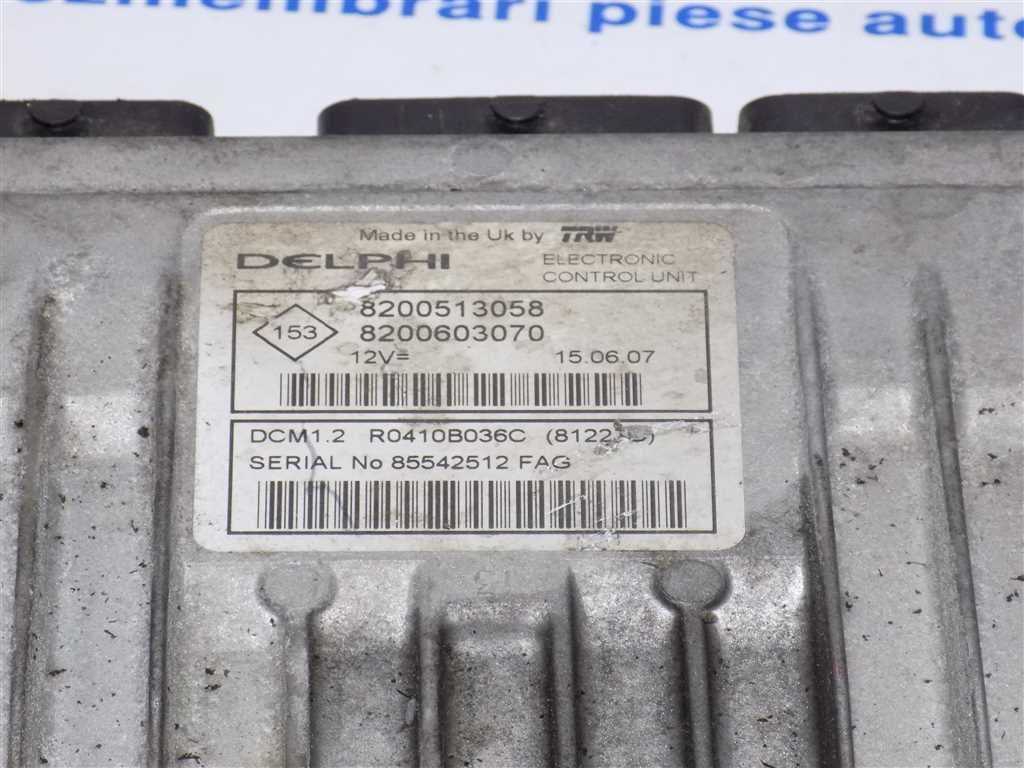 dezmembrari piese auto
Made in the Uk by TRW
DELPHI ELECTRONIC
CONTROL UNIT
8200513058
153
8200603070
12V= 15.06.07
DCM1.2 R0410B036C
SERIAL No 85542512 FAG